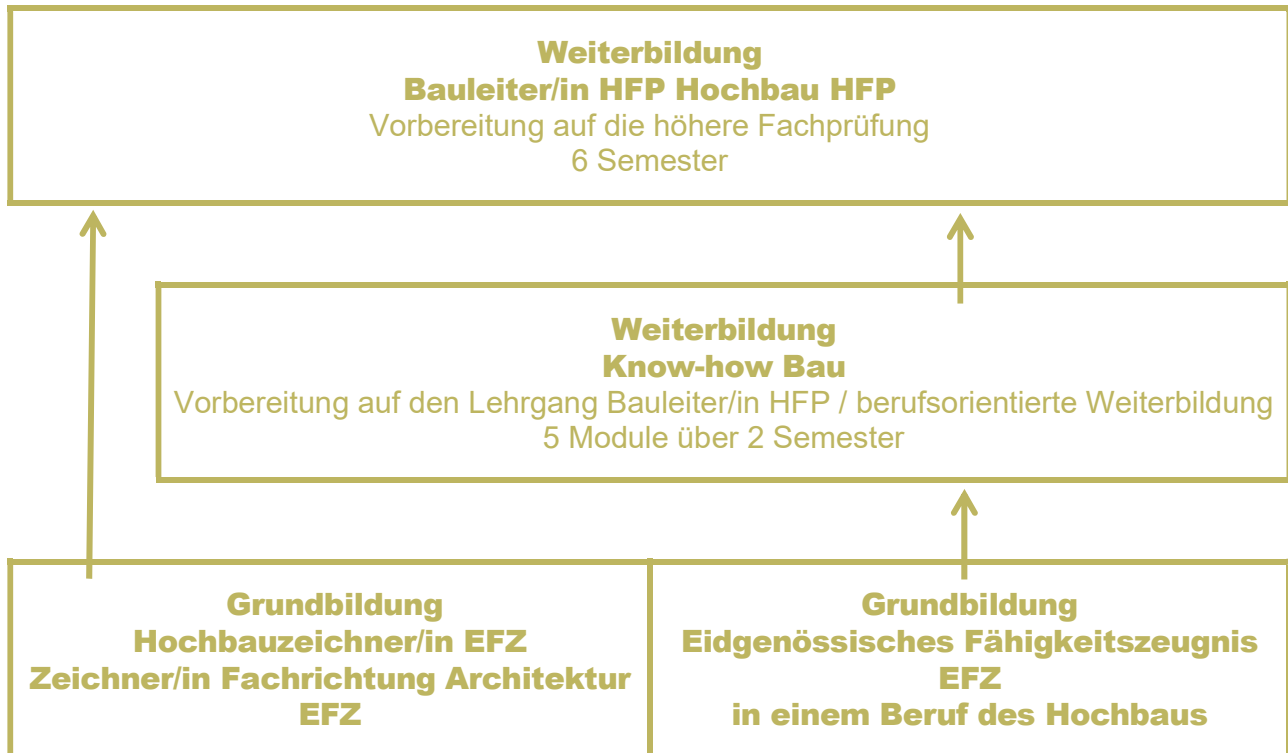 Weiterbildung
Bauleiter/in HFP Hochbau HFP
Vorbereitung auf die höhere Fachprüfung
6 Semester
Weiterbildung
Know-how Bau
Vorbereitung auf den Lehrgang Bauleiter/in HFP / berufsorientierte Weiterbildung
5 Module über 2 Semester
Grundbildung
Hochbauzeichner/in EFZ
Zeichner/in Fachrichtung Architektur
EFZ
Grundbildung
Eidgenössisches Fähigkeitszeugnis
EFZ
in einem Beruf des Hochbaus